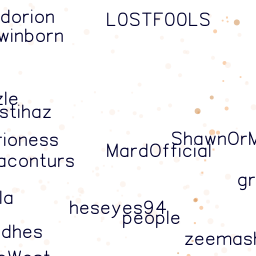 dorion
LOSTFOOLS
winborn
zle
stihaz
rioness
ShawnOrM
MardOfficial
aconturs
gr
la
heseyes94
people
dhes
zeemash